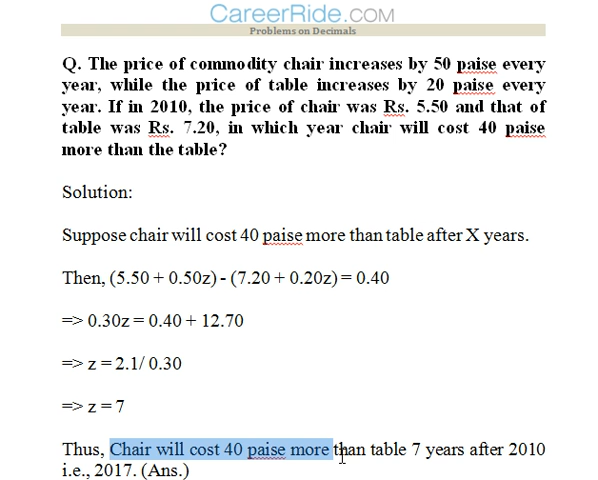 CareerRide.COM
Problems on Decimals
Q. The price of commodity chair increases by 50 paise every
year, while the price of table increases by 20 paise every
year. If in 2010, the price of chair was Rs. 5.50 and that of
table was Rs. 7.20, in which year chair will cost 40 paise
more than the table?
Solution:
Suppose chair will cost 40 paise more than table after X years.
Then, (5.50 + 0.50z) - (7.20 + 0.20z) = 0.40
=> 0.30z = 0.40 + 12.70
=> z = 2.1/ 0.30
=> z = 7
Thus, Chair will cost 40 paise more than table 7 years after 2010
i.e., 2017. (Ans.)